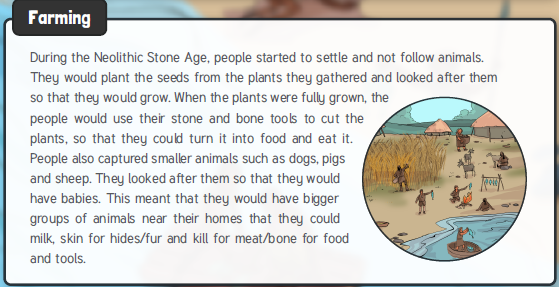 Farming
During the Neolithic Stone Age, people started to settle and not follow animals.
They would plant the seeds from the plants they gathered and looked after them
so that they would grow. When the plants were fully grown, the
people would use their stone and bone tools to cut the
plants, so that they could turn it into food and eat it.
People also captured smaller animals such as dogs, pigs
and sheep. They looked after them so that they would
have babies. This meant that they would have bigger
groups of animals near their homes that they could
milk, skin for hides/fur and kill for meat/bone for food
and tools.